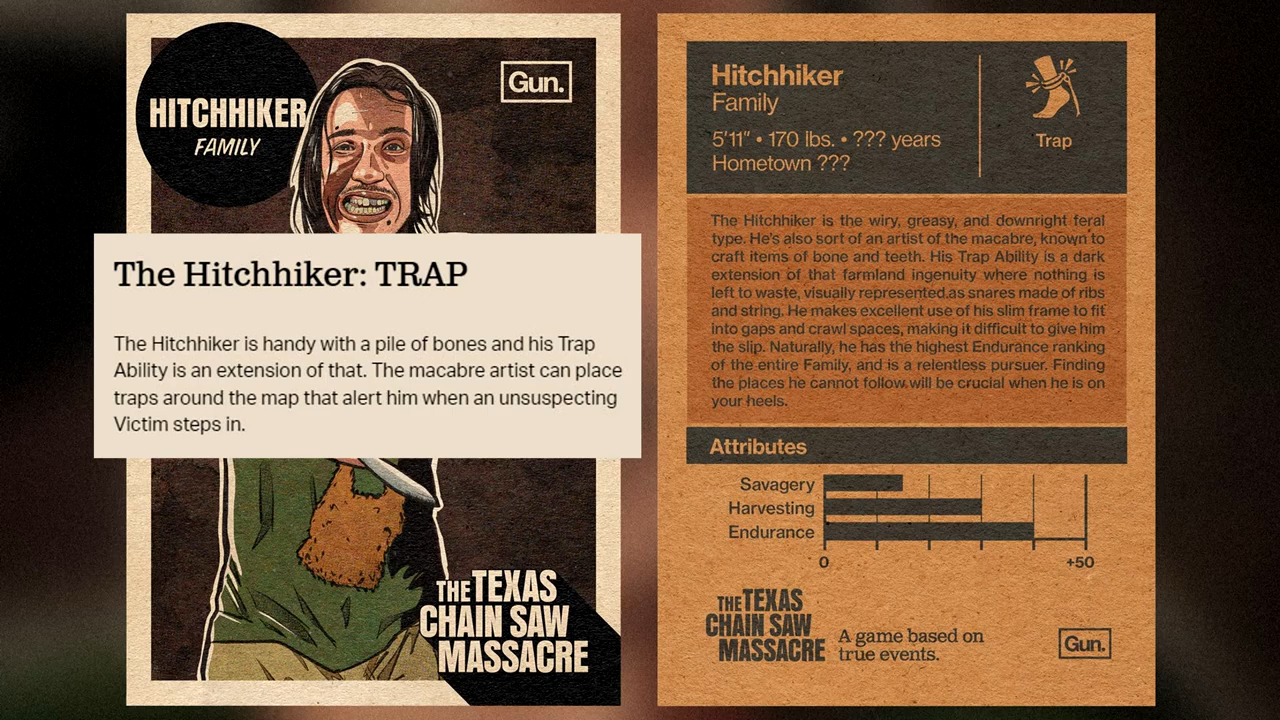 HITCHHIKER
FAMILY
Gun.
The Hitchhiker: TRAP
The Hitchhiker is handy with a pile of bones and his Trap
Ability is an extension of that. The macabre artist can place
traps around the map that alert him when an unsuspecting
Victim steps in.
THE TEXAS
CHAIN SAW
MASSACRE
Hitchhiker
Family
5'11" • 170 lbs. • ??? years
Hometown ???
Trap
The Hitchhiker is the wiry, greasy, and downright feral
type. He's also sort of an artist of the macabre, known to
craft items of bone and teeth. His Trap Ability is a dark
extension of that farmland ingenuity where nothing is
left to waste, visually represented as snares made of ribs
and string. He makes excellent use of his slim frame to fit
into gaps and crawl spaces, making it difficult to give him
the slip. Naturally, he has the highest Endurance ranking
of the entire Family, and is a relentless pursuer. Finding
the places he cannot follow will be crucial when he is on
your heels.
Attributes
Savagery
Harvesting
Endurance
0 +50
THE TEXAS
CHAIN SAW
MASSACRE
A game based on
true events.
Gun.